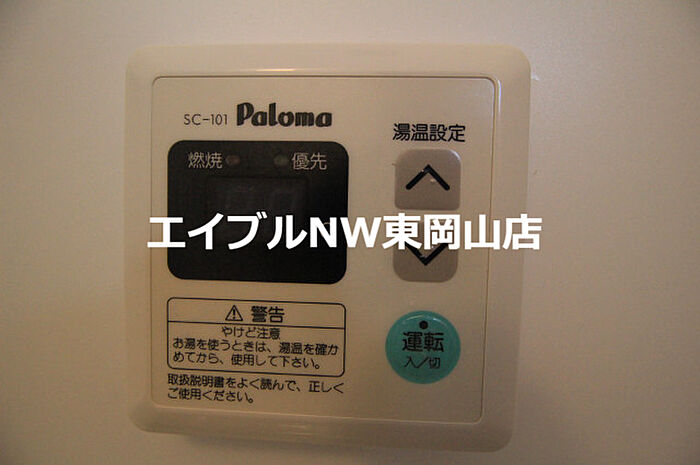 SC-101 Paloma
湯温設定
燃焼 優先
エイブルNW東岡山店
⚠ 警告
やけど注意
お湯を使うときは、湯温を確か
めてから、使用して下さい。
取扱説明書をよく読んで、正しく
ご使用ください。
運転
入/切